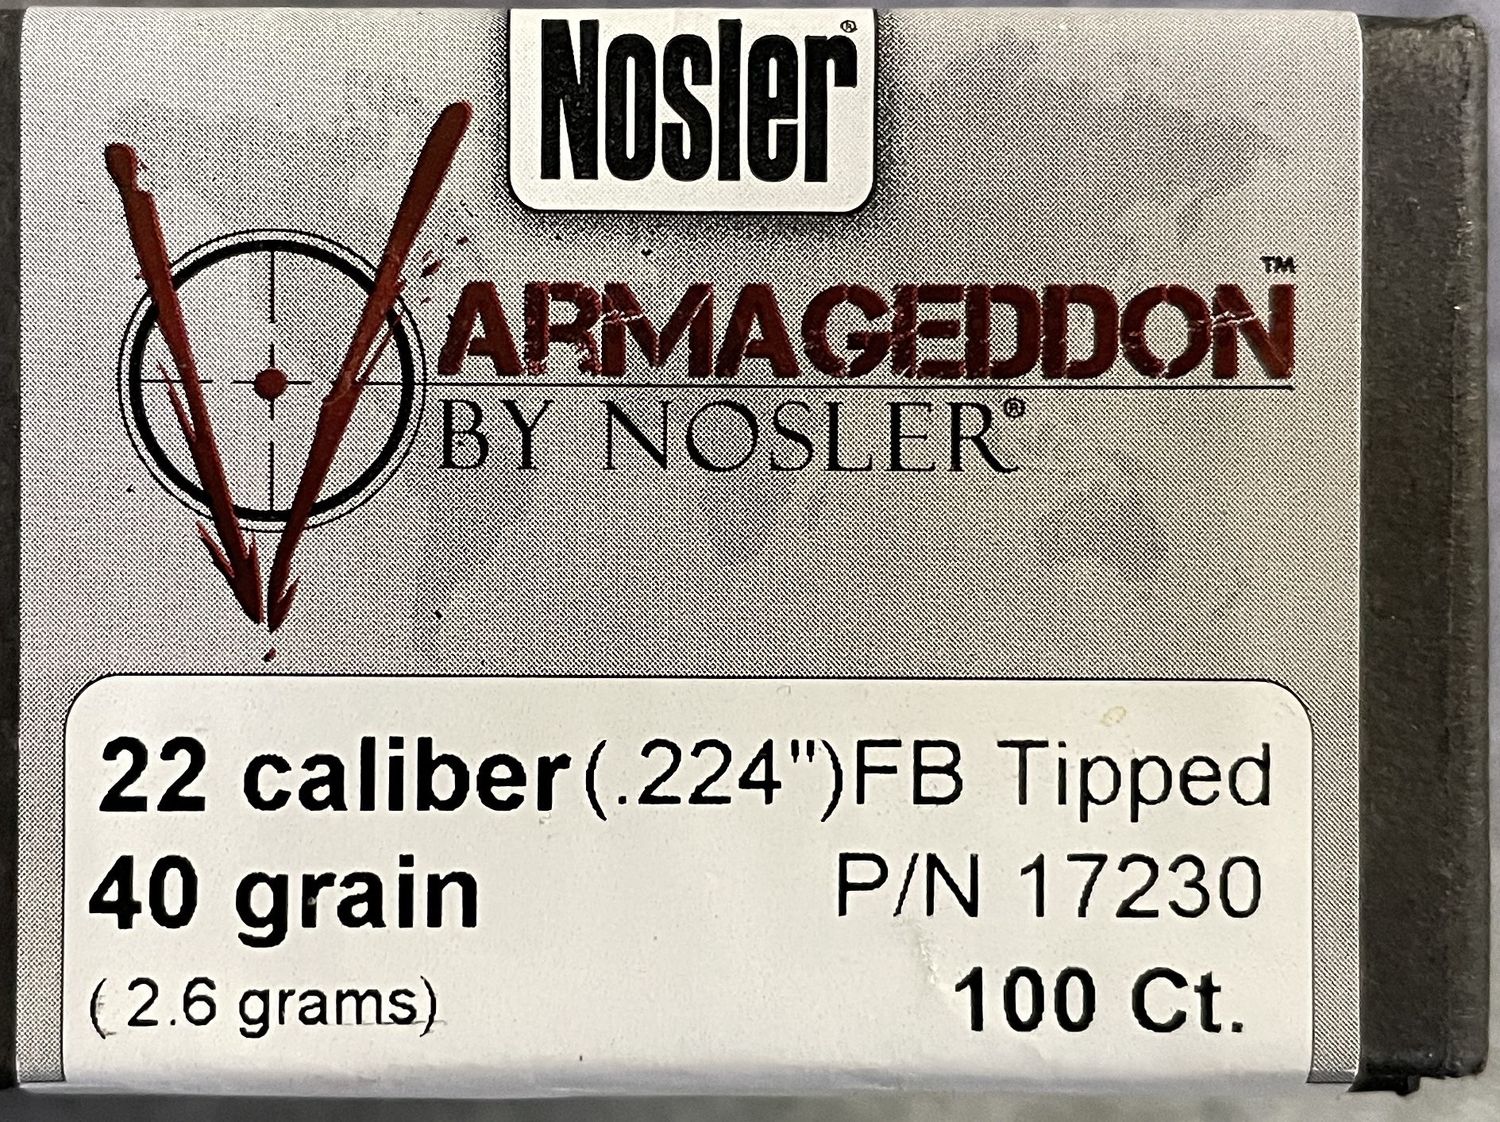 Nosler®
VARMAGEDDON™
BY NOSLER®
22 caliber(.224")FB Tipped
40 grain P/N 17230
(2.6 grams) 100 Ct.